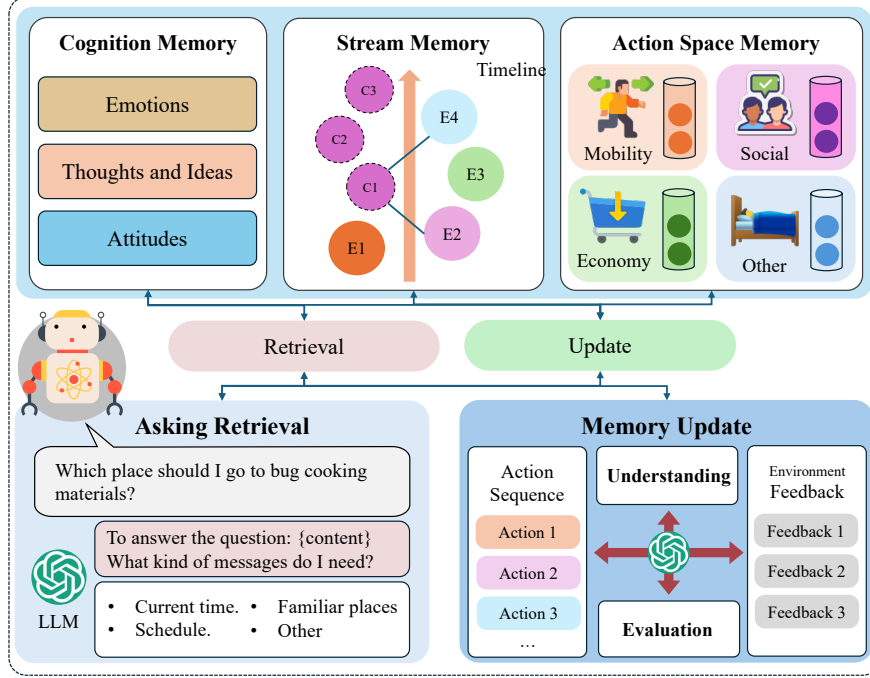 Cognition Memory
Emotions
Thoughts and Ideas
Attitudes
Stream Memory
Timeline
C3
C2
C1
E4
E3
E2
E1
Action Space Memory
Mobility
Social
Economy
Other
Retrieval
Update
Asking Retrieval
Which place should I go to bug cooking
materials?
To answer the question: {content}
What kind of messages do I need?
LLM
• Current time.
• Schedule.
• Familiar places
• Other
Memory Update
Action
Sequence
Action 1
Action 2
Action 3
…
Understanding
Evaluation
Environment
Feedback
Feedback 1
Feedback 2
Feedback 3